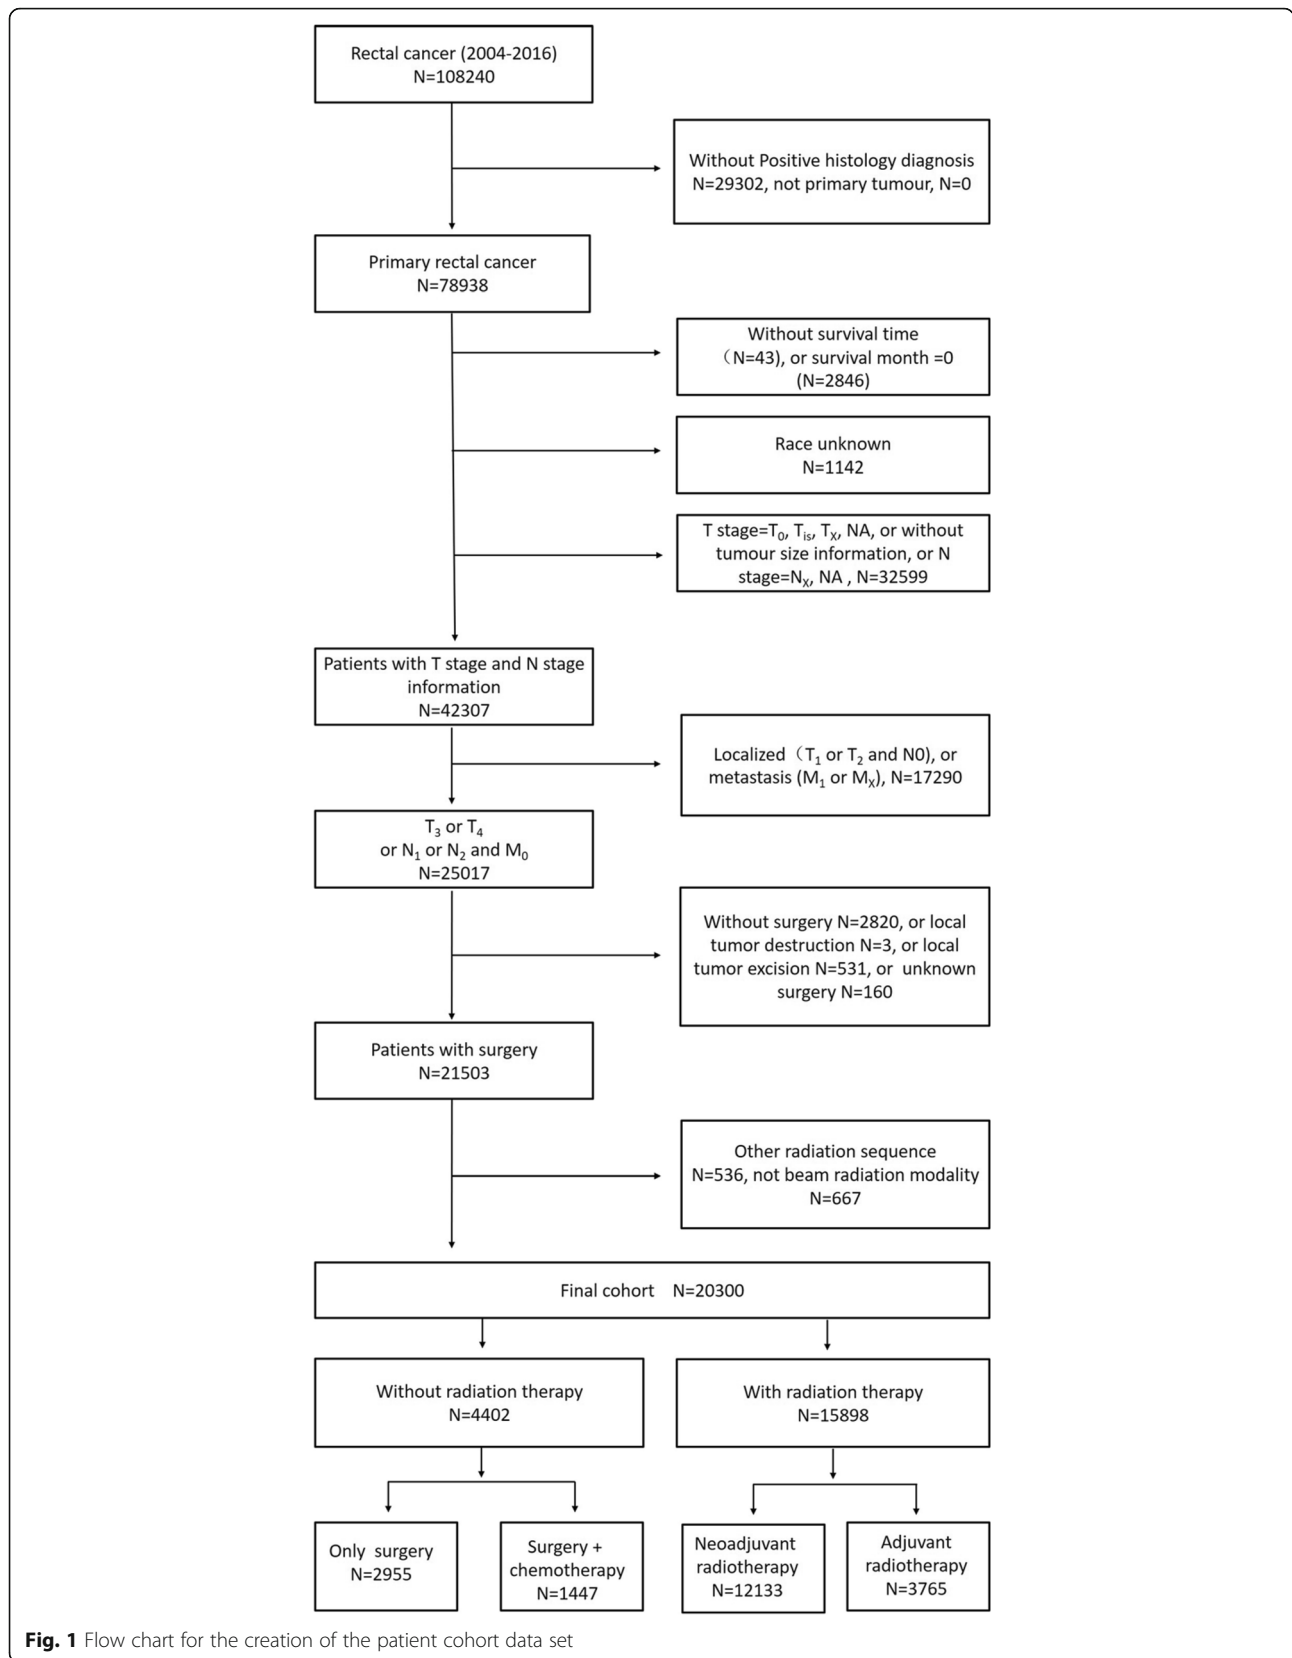 Rectal cancer (2004-2016)
N=108240
Without Positive histology diagnosis
N=29302, not primary tumour, N=0
Primary rectal cancer
N=78938
Without survival time
（N=43), or survival month =0
(N=2846)
Race unknown
N=1142
T stage=T₀, Tᵢₛ, Tₓ, NA, or without
tumour size information, or N
stage=Nₓ, NA , N=32599
Patients with T stage and N stage
information
N=42307
Localized（T₁ or T₂ and N0), or
metastasis (M₁ or Mₓ), N=17290
T₃ or T₄
or N₁ or N₂ and M₀
N=25017
Without surgery N=2820, or local
tumor destruction N=3, or local
tumor excision N=531, or unknown
surgery N=160
Patients with surgery
N=21503
Other radiation sequence
N=536, not beam radiation modality
N=667
Final cohort N=20300
Without radiation therapy
N=4402
With radiation therapy
N=15898
Only surgery
N=2955
Surgery +
chemotherapy
N=1447
Neoadjuvant
radiotherapy
N=12133
Adjuvant
radiotherapy
N=3765
Fig. 1 Flow chart for the creation of the patient cohort data set